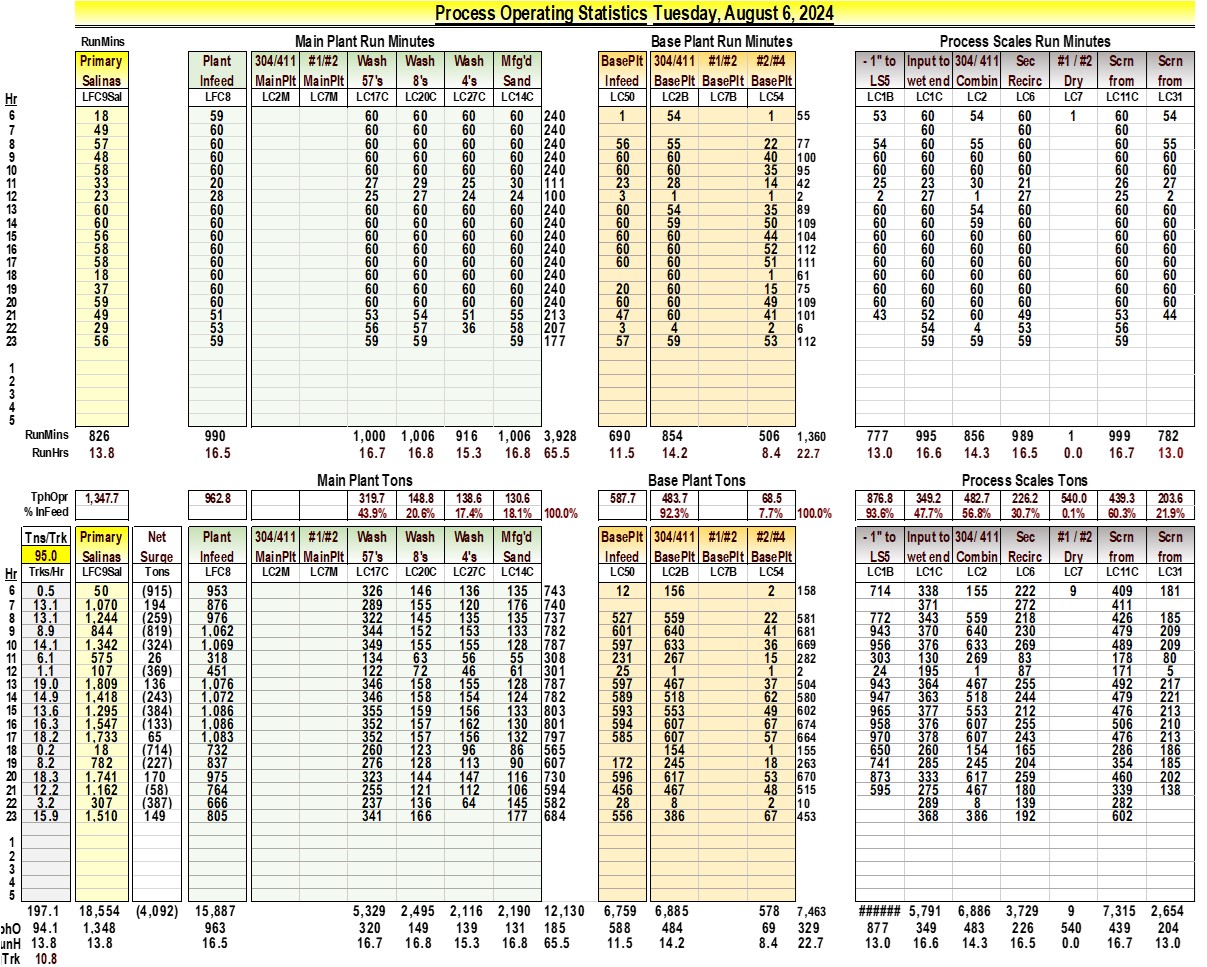 Process Operating Statistics Tuesday, August 6, 2024
RunMins Main Plant Run Minutes Base Plant Run Minutes Process Scales Run Minutes
Primary Plant 304/411 #1/#2 Wash Wash Wash Mfg'd BasePlt 304/411 #1/#2 #2/#4 - 1" to Input to 304/ 411 Sec #1 / #2 Scrn Scrn
Salinas Infeed MainPlt MainPlt 57's 8's 4's Sand Infeed BasePlt BasePlt BasePlt LS5 wet end Combin Recirc Dry from from
Hr LFC9Sal LFC8 LC2M LC7M LC17C LC20C LC27C LC14C LC50 LC2B LC7B LC54 LC1B LC1C LC2 LC6 LC7 LC11C LC31
6 18 59 60 60 60 60 240 1 54 1 55 53 60 54 60 1 60 54
7 49 60 60 60 60 60 240 60 60 60
8 57 60 60 60 60 60 240 56 55 22 77 54 60 55 60 60 55
9 48 60 60 60 60 60 240 60 60 40 100 60 60 60 60 60 60
10 58 60 60 60 60 60 240 60 60 35 95 60 60 60 60 60 60
11 33 20 27 29 25 30 111 23 28 14 42 25 23 30 21 26 27
12 23 28 25 27 24 24 100 3 1 1 2 2 27 1 27 25 2
13 60 60 60 60 60 60 240 60 54 35 89 60 60 54 60 60 60
14 60 60 60 60 60 60 240 60 59 50 109 60 60 59 60 60 60
15 56 60 60 60 60 60 240 60 60 44 104 60 60 60 60 60 60
16 58 60 60 60 60 60 240 60 60 52 112 60 60 60 60 60 60
17 58 60 60 60 60 60 240 60 60 51 111 60 60 60 60 60 60
18 18 60 60 60 60 60 240 60 1 61 60 60 60 60 60 60
19 37 60 60 60 60 60 240 20 60 15 75 60 60 60 60 60 60
20 59 60 60 60 60 60 240 60 60 49 109 60 60 60 60 60 60
21 49 51 53 54 51 55 213 47 60 41 101 43 52 60 49 53 44
22 29 53 56 57 36 58 207 3 4 2 6 54 4 53 56
23 56 59 59 59 59 177 57 59 53 112 59 59 59 59
1
2
3
4
5
RunMins 826 990 1,000 1,006 916 1,006 3,928 690 854 506 1,360 777 995 856 989 1 999 782
RunHrs 13.8 16.5 16.7 16.8 15.3 16.8 65.5 11.5 14.2 8.4 22.7 13.0 16.6 14.3 16.5 0.0 16.7 13.0
Main Plant Tons Base Plant Tons Process Scales Tons
TphOpr 1,347.7 962.8 319.7 148.8 138.6 130.6 587.7 483.7 68.5 876.8 349.2 482.7 226.2 540.0 439.3 203.6
% InFeed 43.9% 20.6% 17.4% 18.1% 100.0% 92.3% 7.7% 100.0% 93.6% 47.7% 56.8% 30.7% 0.1% 60.3% 21.9%
Tns/Trk Primary Net Plant 304/411 #1/#2 Wash Wash Wash Mfg'd BasePlt 304/411 #1/#2 #2/#4 - 1" to Input to 304/ 411 Sec #1 / #2 Scrn Scrn
95.0 Salinas Surge Infeed MainPlt MainPlt 57's 8's 4's Sand Infeed BasePlt BasePlt BasePlt LS5 wet end Combin Recirc Dry from from
Hr Trks/Hr LFC9Sal Tons LFC8 LC2M LC7M LC17C LC20C LC27C LC14C LC50 LC2B LC7B LC54 LC1B LC1C LC2 LC6 LC7 LC11C LC31
6 0.5 50 (915) 953 326 146 136 135 743 12 156 2 158 714 338 155 222 9 409 181
7 13.1 1,070 194 876 289 155 120 176 740 371 272 411
8 13.1 1,244 (259) 976 322 145 135 135 737 527 559 22 581 772 343 559 218 426 185
9 8.9 844 (819) 1,062 344 152 153 133 782 601 640 41 681 943 370 640 230 479 209
10 14.1 1,342 (324) 1,069 349 155 155 128 787 597 633 36 669 956 376 633 269 489 209
11 6.1 575 26 318 134 63 56 55 308 231 267 15 282 303 130 269 83 178 80
12 1.1 107 (369) 451 122 72 46 61 301 25 1 1 2 24 195 1 87 171 5
13 19.0 1,809 136 1,076 346 158 155 128 787 597 467 37 504 943 364 467 255 492 217
14 14.9 1,418 (243) 1,072 346 158 154 124 782 589 518 62 580 947 363 518 244 479 221
15 13.6 1,295 (384) 1,086 355 159 156 133 803 593 553 49 602 965 377 553 212 476 213
16 16.3 1,547 (133) 1,086 352 157 162 130 801 594 607 67 674 958 376 607 255 506 210
17 18.2 1,733 65 1,083 352 157 156 132 797 585 607 57 664 970 378 607 243 476 213
18 0.2 18 (714) 732 260 123 96 86 565 154 1 155 650 260 154 165 286 186
19 8.2 782 (227) 837 276 128 113 90 607 172 245 18 263 741 285 245 204 354 185
20 18.3 1,741 170 975 323 144 147 116 730 596 617 53 670 873 333 617 259 460 202
21 12.2 1,162 (58) 764 255 121 112 106 594 456 467 48 515 595 275 467 180 339 138
22 3.2 307 (387) 666 237 136 64 145 582 28 8 2 10 289 8 139 282
23 15.9 1,510 149 805 341 166 177 684 556 386 67 453 368 386 192 602
1
2
3
4
5
197.1 18,554 (4,092) 15,887 5,329 2,495 2,116 2,190 12,130 6,759 6,885 578 7,463 ###### 5,791 6,886 3,729 9 7,315 2,654
phO 94.1 1,348 963 320 149 139 131 185 588 484 69 329 877 349 483 226 540 439 204
unH 13.8 13.8 16.5 16.7 16.8 15.3 16.8 65.5 11.5 14.2 8.4 22.7 13.0 16.6 14.3 16.5 0.0 16.7 13.0
Trk 10.8